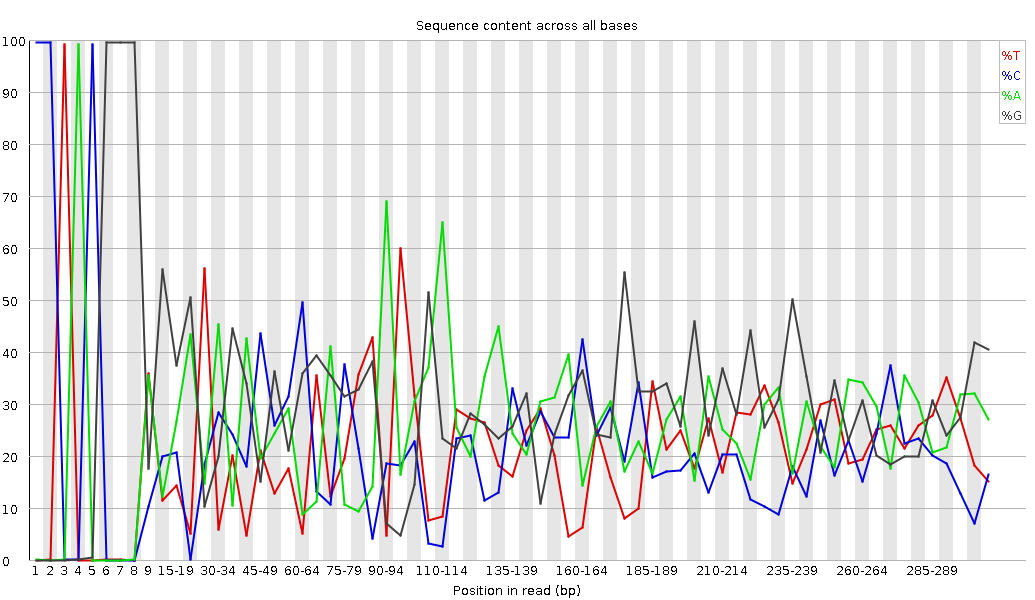 Sequence content across all bases
100
90
80
70
60
50
40
30
20
10
0
%T
%C
%A
%G
1 2 3 4 5 6 7 8 9 15-19 30-34 45-49 60-64 75-79 90-94 110-114 135-139 160-164 185-189 210-214 235-239 260-264 285-289
Position in read (bp)